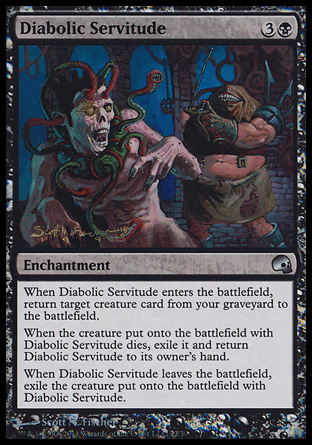 Diabolic Servitude 3
Enchantment
When Diabolic Servitude enters the battlefield,
return target creature card from your graveyard to
the battlefield.
When the creature put onto the battlefield with
Diabolic Servitude dies, exile it and return
Diabolic Servitude to its owner's hand.
When Diabolic Servitude leaves the battlefield,
exile the creature put onto the battlefield with
Diabolic Servitude.
Scott M. Fischer